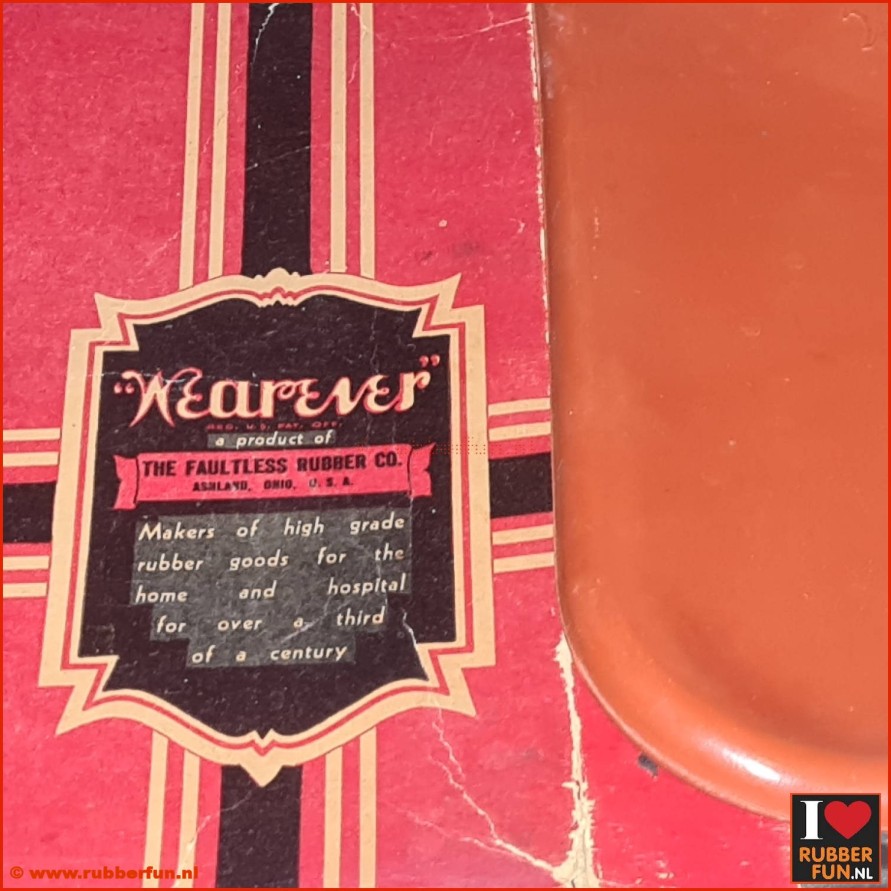 "Wearever"
REG. U.S. PAT. OFF.
a product of
THE FAULTLESS RUBBER CO.
ASHLAND, OHIO, U. S. A.
Makers of high grade
rubber goods for the
home and hospital
for over a third
of a century
I
RUBBER
FUN.NL
© www.rubberfun.nl